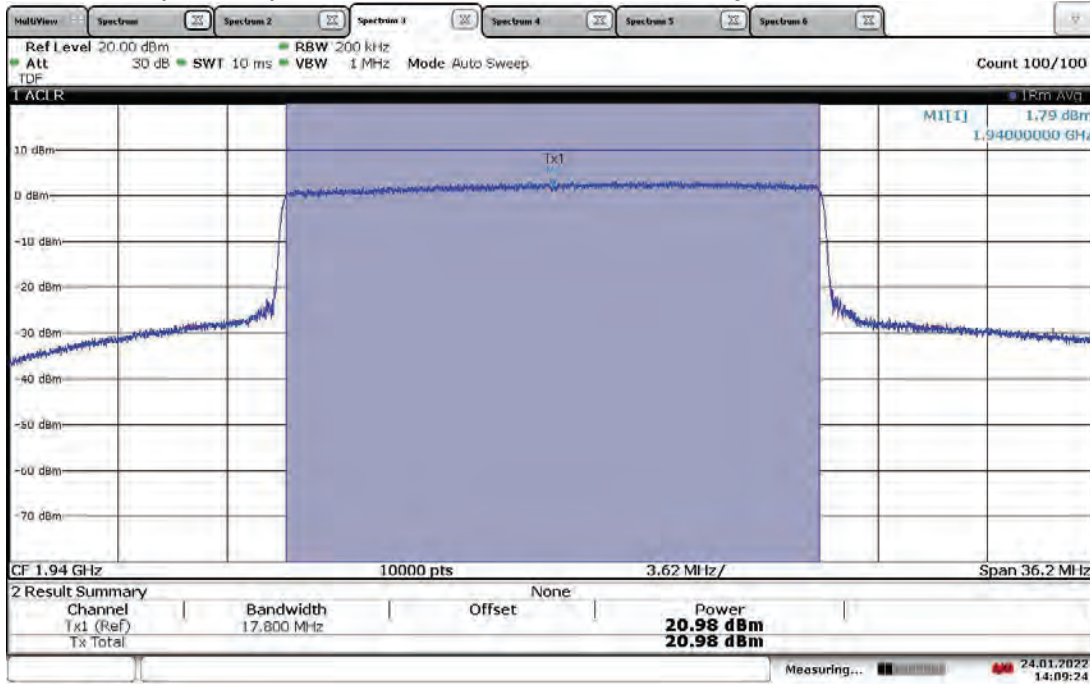 MultiView Spectrum Spectrum 2 Spectrum 3 Spectrum 4 Spectrum 5 Spectrum 6
Ref Level 20.00 dBm RBW 200 kHz
Att 30 dB SWT 10 ms VBW 1 MHz Mode Auto Sweep Count 100/100
TDF
1 ACLR 1Rm Avg
M1[1] 1.79 dBm
1.94000000 GHz
10 dBm
Tx1
0 dBm
-10 dBm
-20 dBm
-30 dBm
-40 dBm
-50 dBm
-60 dBm
-70 dBm
CF 1.94 GHz 10000 pts 3.62 MHz/ Span 36.2 MHz
2 Result Summary None
Channel Bandwidth Offset Power
Tx1 (Ref) 17.800 MHz 20.98 dBm
Tx Total 20.98 dBm
Measuring... 24.01.2022
14:09:24